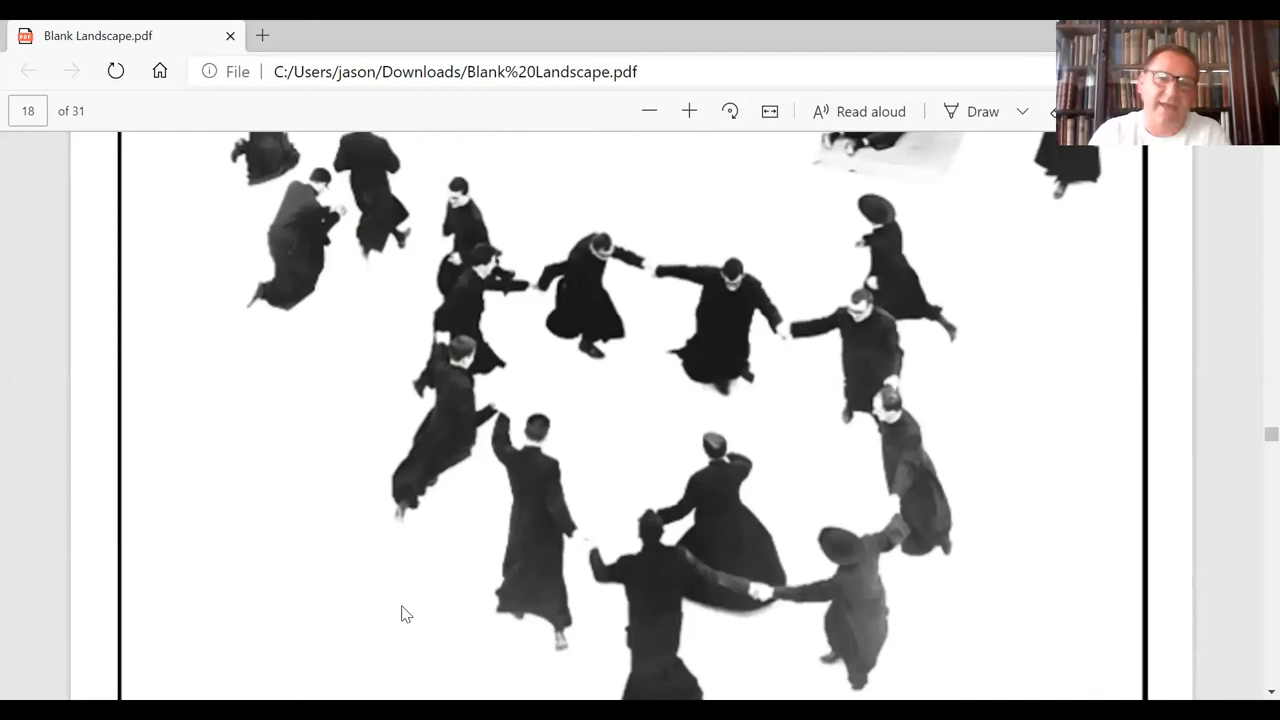 Blank Landscape.pdf
File
C:/Users/jason/Downloads/Blank%20Landscape.pdf
18 of 31
Read aloud
Draw